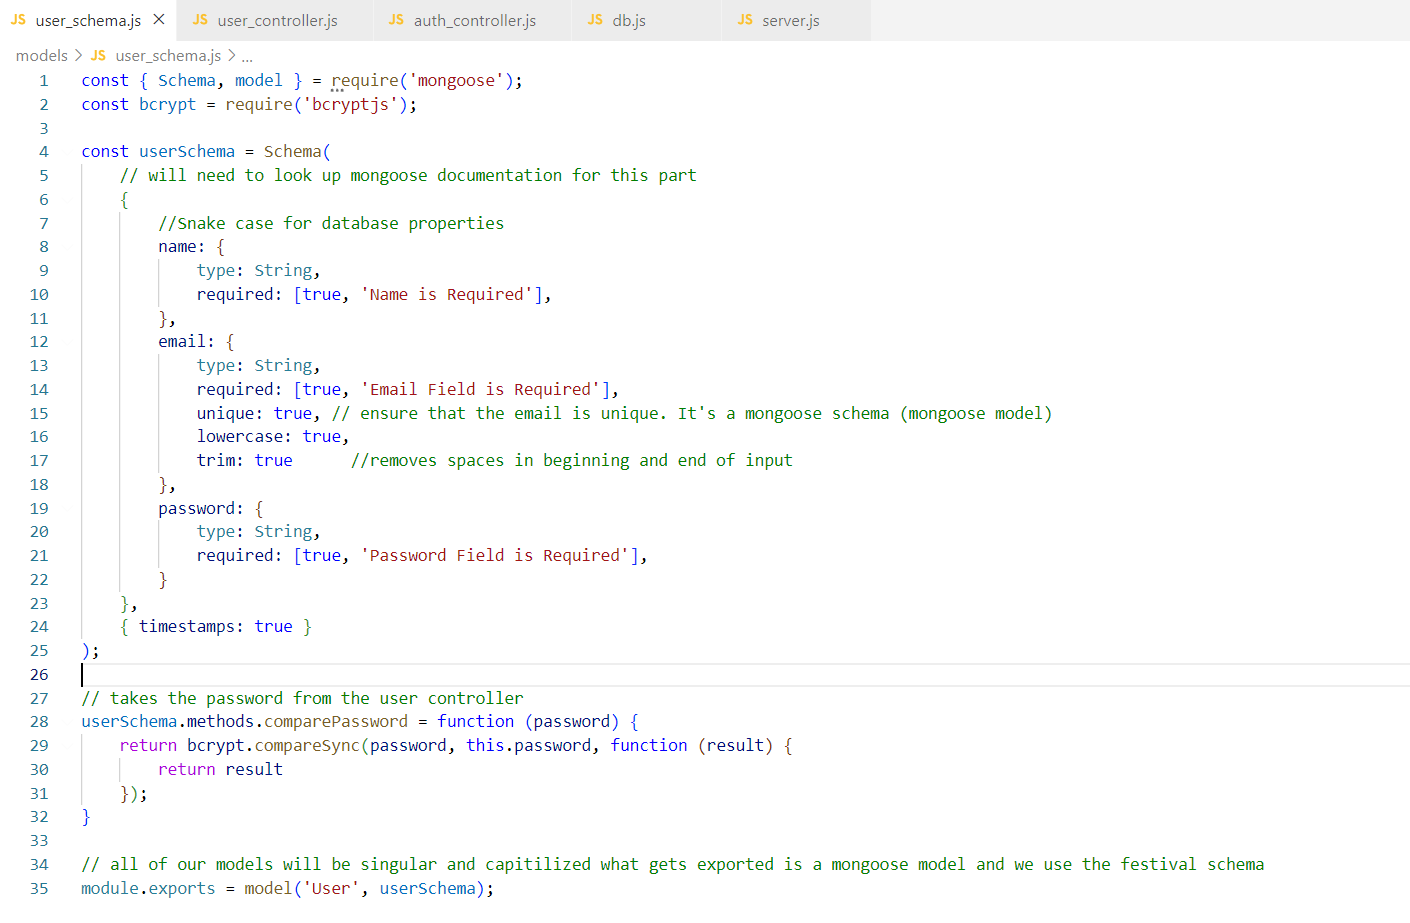 JS user_schema.js × JS user_controller.js JS auth_controller.js JS db.js JS server.js
models > JS user_schema.js > ...
1 const { Schema, model } = require('mongoose');
2 const bcrypt = require('bcryptjs');
3
4 const userSchema = Schema(
5 // will need to look up mongoose documentation for this part
6 {
7 //Snake case for database properties
8 name: {
9 type: String,
10 required: [true, 'Name is Required'],
11 },
12 email: {
13 type: String,
14 required: [true, 'Email Field is Required'],
15 unique: true, // ensure that the email is unique. It's a mongoose schema (mongoose model)
16 lowercase: true,
17 trim: true //removes spaces in beginning and end of input
18 },
19 password: {
20 type: String,
21 required: [true, 'Password Field is Required'],
22 }
23 },
24 { timestamps: true }
25 );
26
27 // takes the password from the user controller
28 userSchema.methods.comparePassword = function (password) {
29 return bcrypt.compareSync(password, this.password, function (result) {
30 return result
31 });
32 }
33
34 // all of our models will be singular and capitilized what gets exported is a mongoose model and we use the festival schema
35 module.exports = model('User', userSchema);